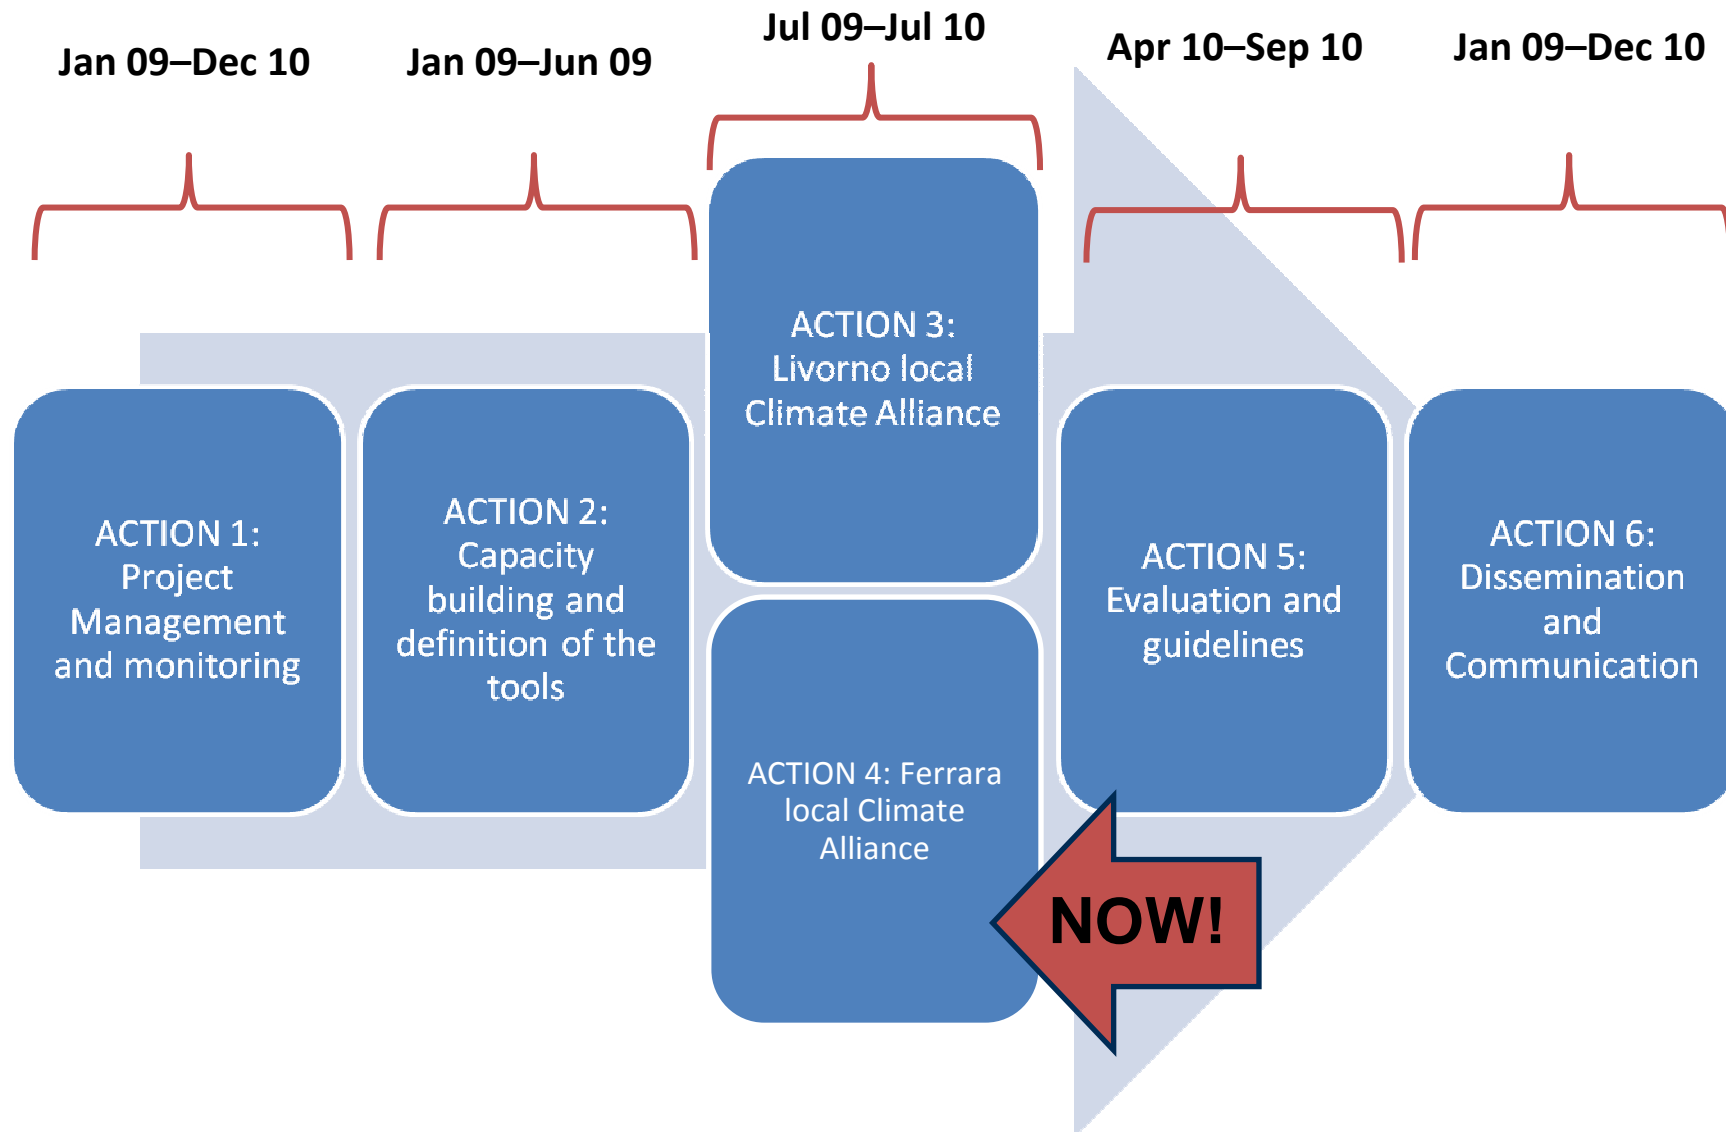 Jan 09–Dec 10
Jan 09–Jun 09
Jul 09–Jul 10
Apr 10–Sep 10
Jan 09–Dec 10
ACTION 1:
Project
Management
and monitoring
ACTION 2:
Capacity
building and
definition of the
tools
ACTION 3:
Livorno local
Climate Alliance
ACTION 4: Ferrara
local Climate
Alliance
ACTION 5:
Evaluation and
guidelines
ACTION 6:
Dissemination
and
Communication
NOW!